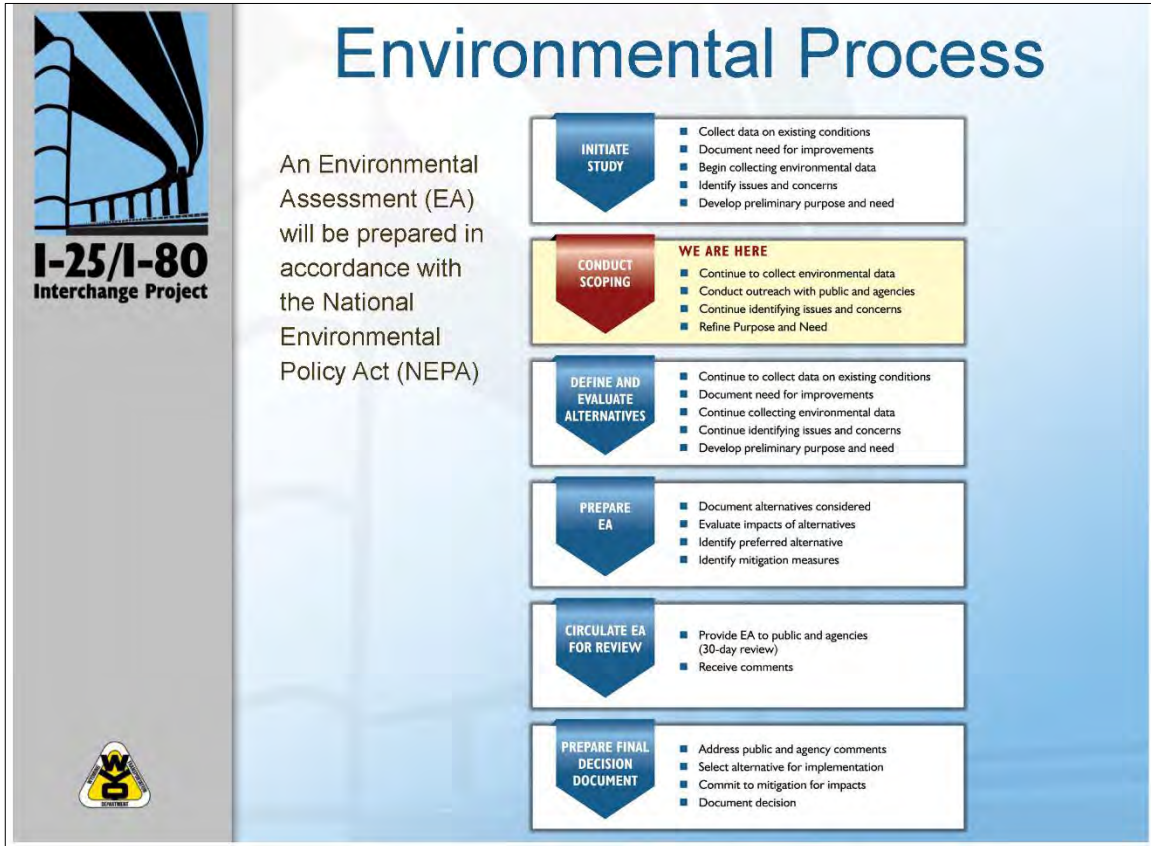 Environmental Process
I-25/I-80
Interchange Project
An Environmental
Assessment (EA)
will be prepared in
accordance with
the National
Environmental
Policy Act (NEPA)
INITIATE
STUDY
■ Collect data on existing conditions
■ Document need for improvements
■ Begin collecting environmental data
■ Identify issues and concerns
■ Develop preliminary purpose and need
CONDUCT
SCOPING
WE ARE HERE
■ Continue to collect environmental data
■ Conduct outreach with public and agencies
■ Continue identifying issues and concerns
■ Refine Purpose and Need
DEFINE AND
EVALUATE
ALTERNATIVES
■ Continue to collect data on existing conditions
■ Document need for improvements
■ Continue collecting environmental data
■ Continue identifying issues and concerns
■ Develop preliminary purpose and need
PREPARE
EA
■ Document alternatives considered
■ Evaluate impacts of alternatives
■ Identify preferred alternative
■ Identify mitigation measures
CIRCULATE EA
FOR REVIEW
■ Provide EA to public and agencies
(30-day review)
■ Receive comments
PREPARE FINAL
DECISION
DOCUMENT
■ Address public and agency comments
■ Select alternative for implementation
■ Commit to mitigation for impacts
■ Document decision
WYOMING
TRANSPORTATION
DEPARTMENT